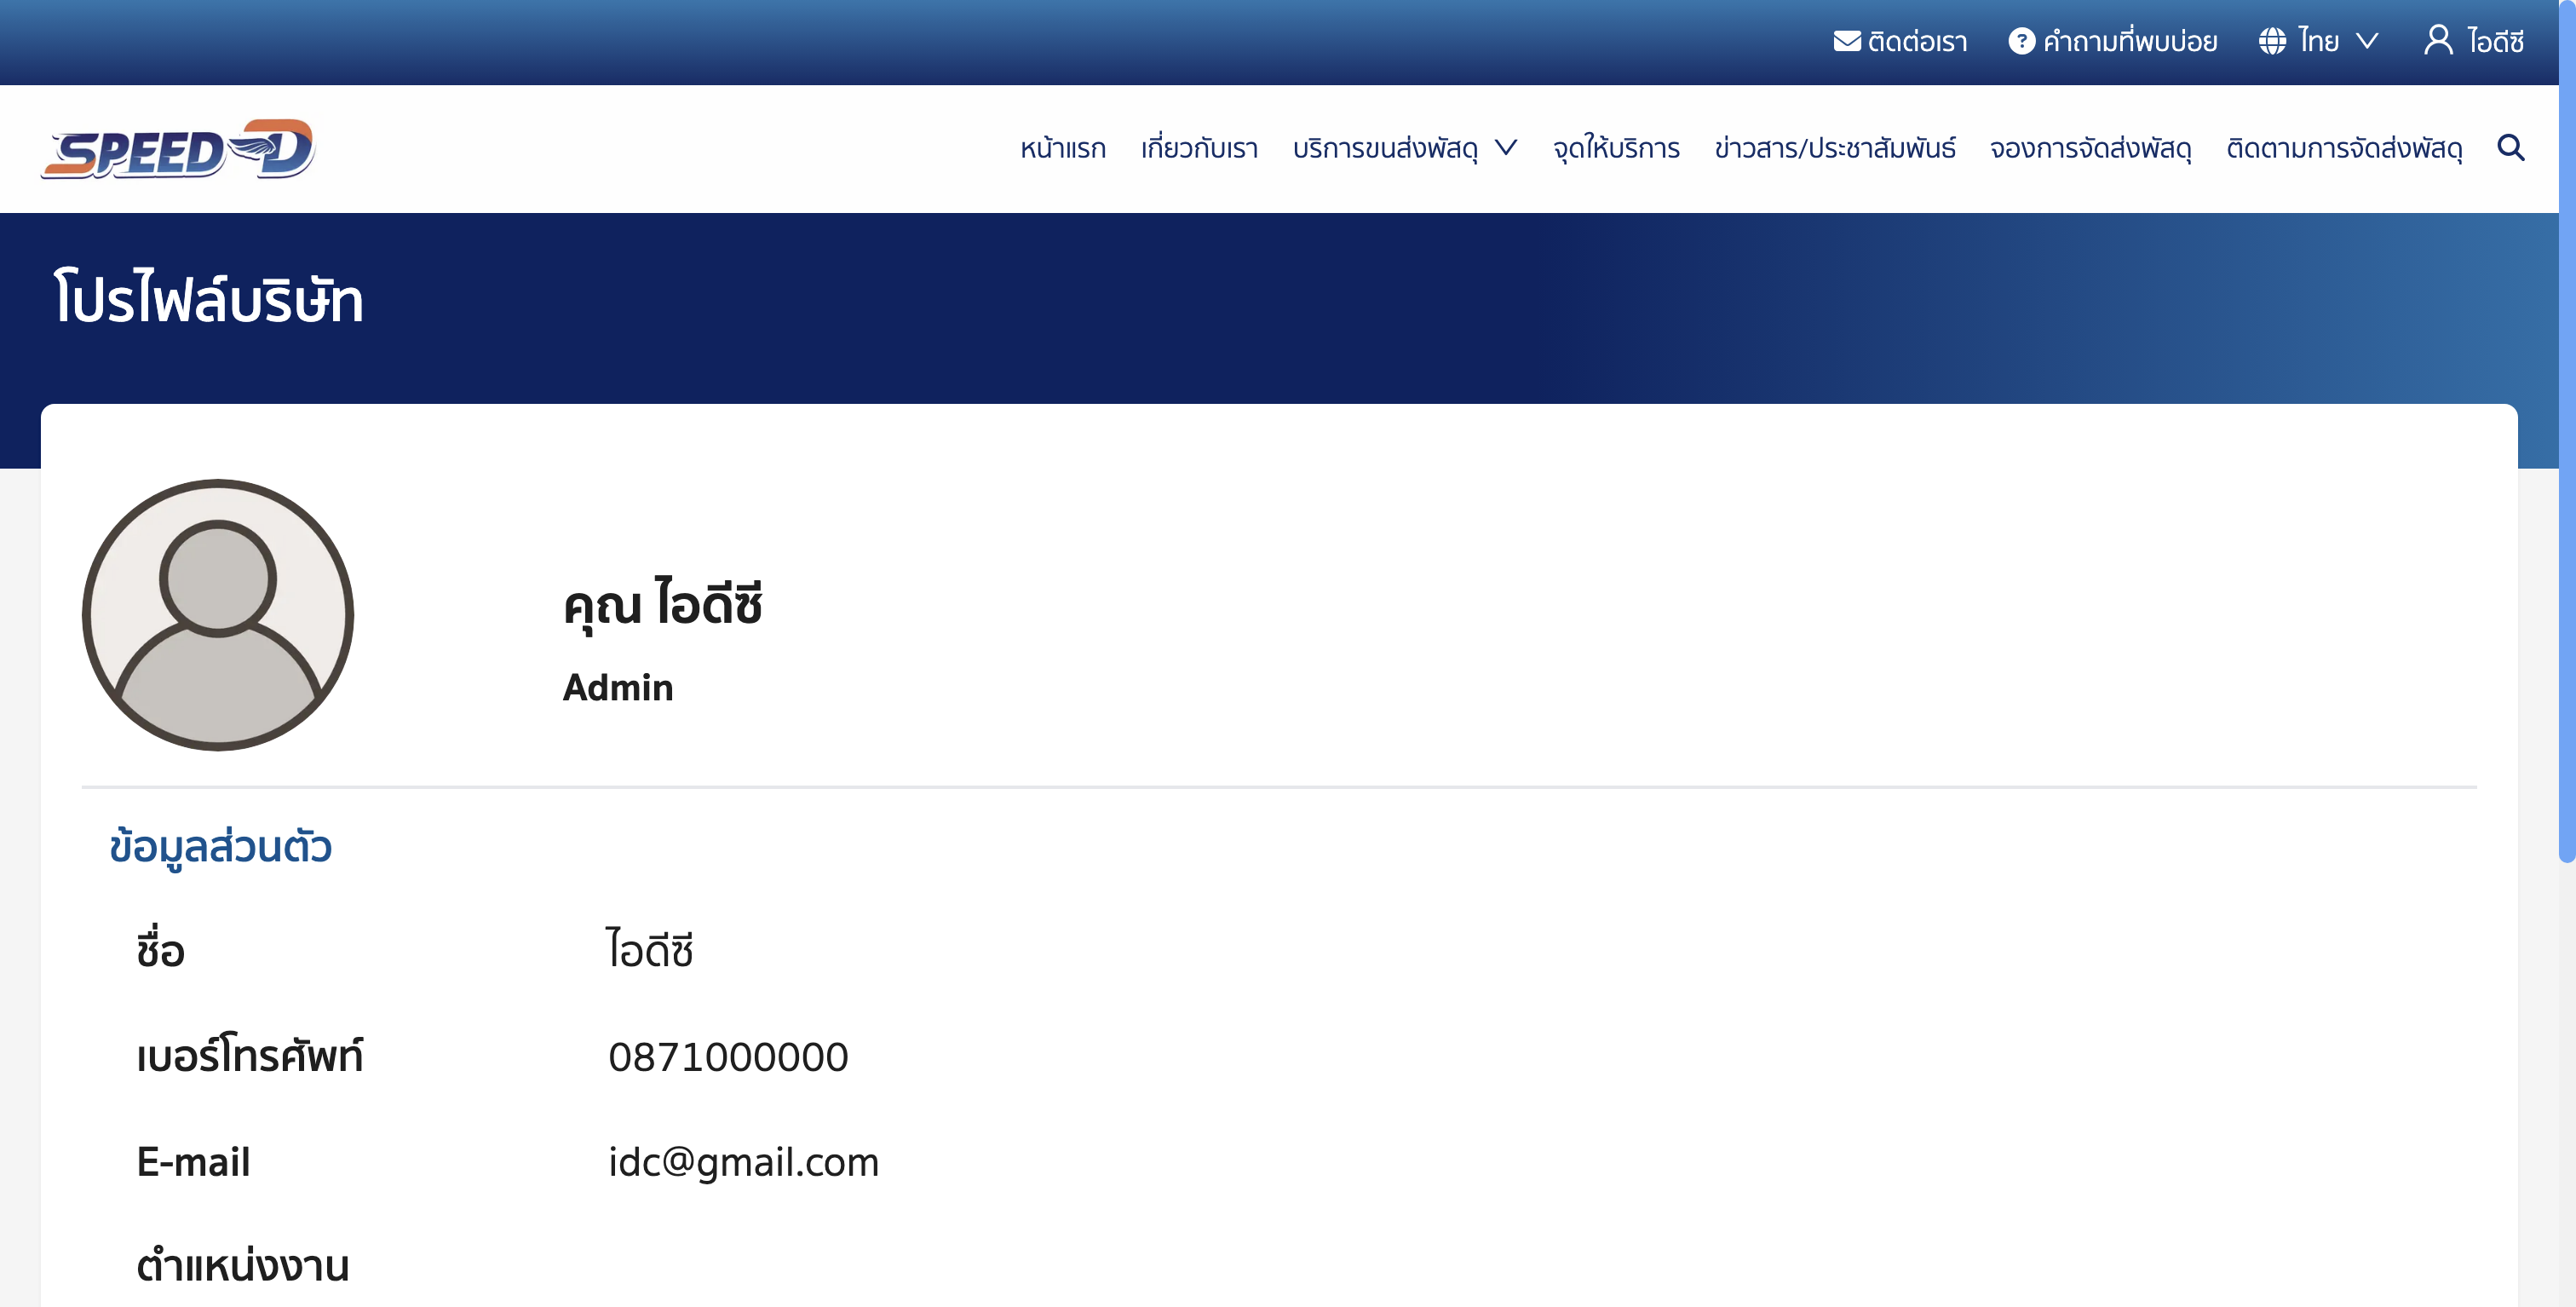 ติดต่อเรา คำถามที่พบบ่อย ไทย ไอดีซี
SPEED-D
หน้าแรก เกี่ยวกับเรา บริการขนส่งพัสดุ จุดให้บริการ ข่าวสาร/ประชาสัมพันธ์ จองการจัดส่งพัสดุ ติดตามการจัดส่งพัสดุ
โปรไฟล์บริษัท
คุณ ไอดีซี
Admin
ข้อมูลส่วนตัว
ชื่อ ไอดีซี
เบอร์โทรศัพท์ 0871000000
E-mail idc@gmail.com
ตำแหน่งงาน